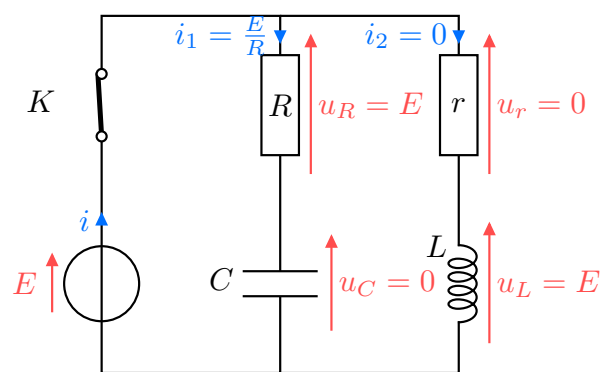 i₁ = E/R
i₂ = 0
K
R
u_R = E
r
u_r = 0
i
E
C
u_C = 0
L
u_L = E